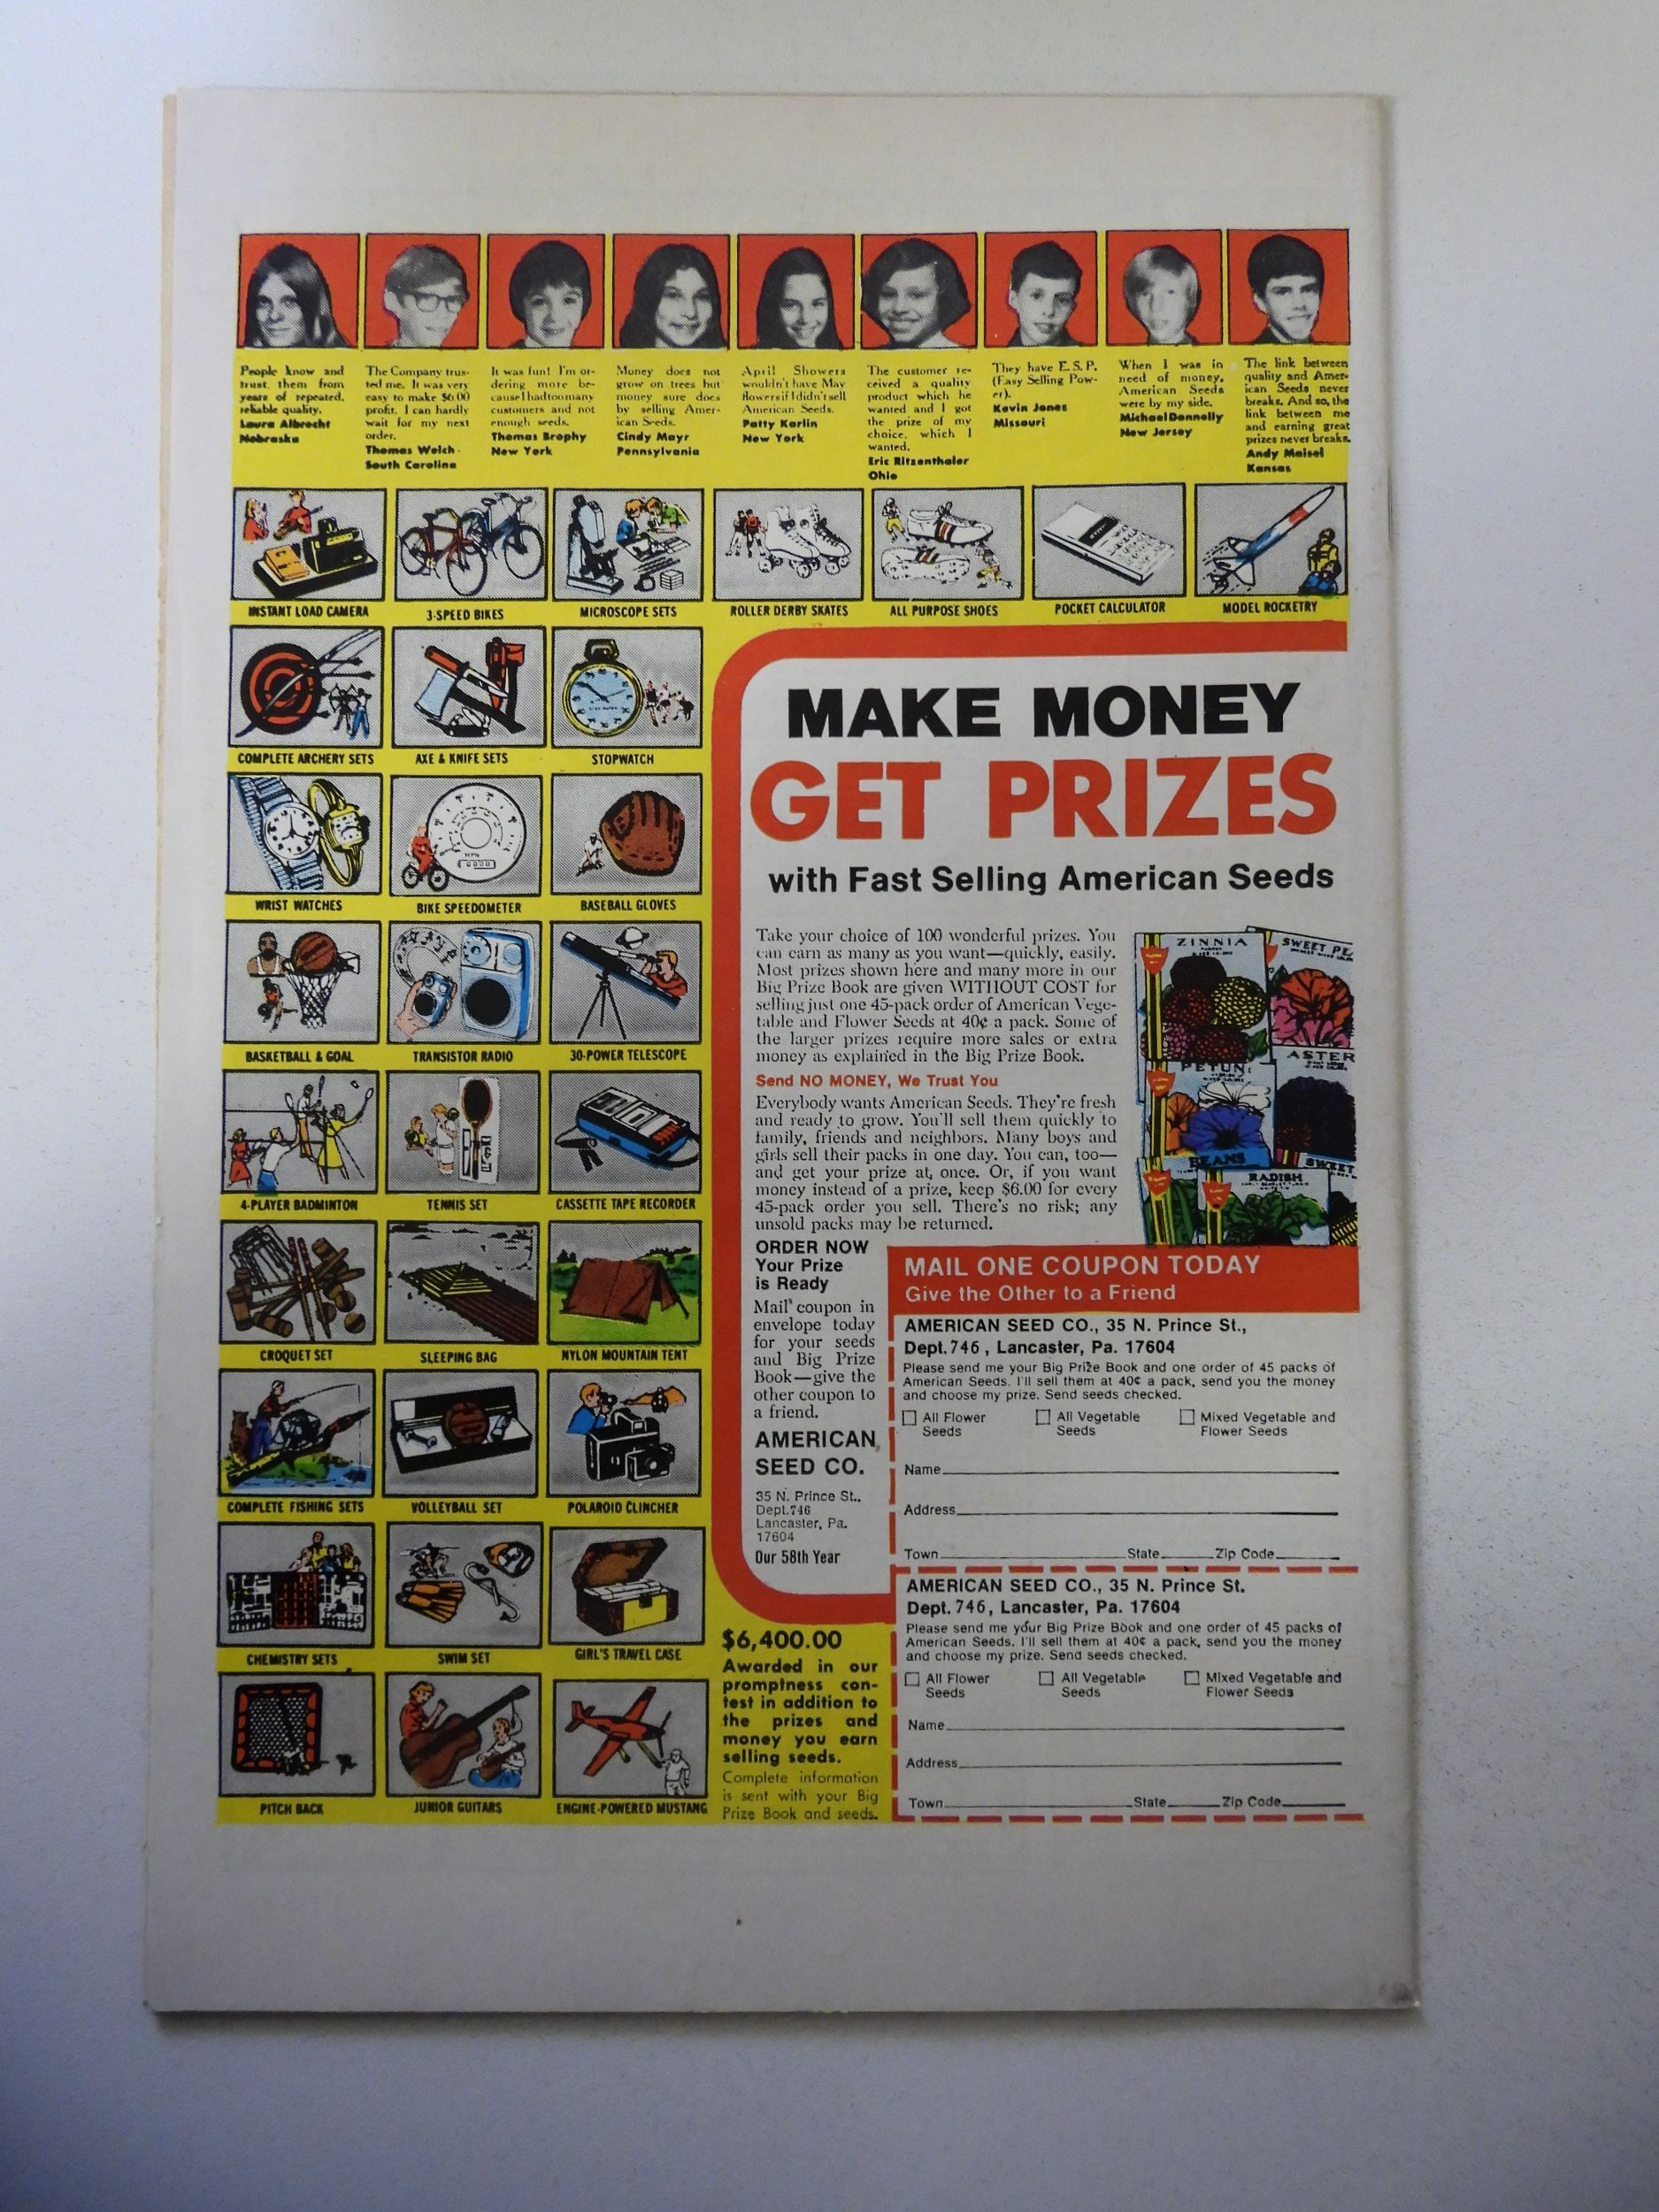 People know and
trust them from
years of repeated,
reliable quality.
Laura Albrecht
Nebraska
The Company trus-
ted me. It was very
easy to make $6.00
profit. I can hardly
wait for my next
order.
Thomas Welch
South Carolina
It was fun! I'm or-
dering more be-
cause I had too many
customers and not
enough seeds.
Thomas Brophy
New York
Money does not
grow on trees but
money sure does
by selling Amer-
ican Seeds.
Cindy Mayr
Pennsylvania
April Showers
wouldn't have May
flowers if I didn't sell
American Seeds.
Patty Karlin
New York
The customer re-
ceived a quality
product which he
wanted and I got
the prize of my
choice, which I
wanted.
Eric Ritzenthaler
Ohio
They have E.S.P.
(Easy Selling Pow-
er).
Kevin Jones
Missouri
When I was in
need of money,
American Seeds
were by my side.
Michael Donnelly
New Jersey
The link between
quality and Amer-
ican Seeds never
breaks. And so, the
link between me
and earning great
prizes never breaks.
Andy Maisel
Kansas
INSTANT LOAD CAMERA
3-SPEED BIKES
MICROSCOPE SETS
ROLLER DERBY SKATES
ALL PURPOSE SHOES
POCKET CALCULATOR
MODEL ROCKETRY
COMPLETE ARCHERY SETS
AXE & KNIFE SETS
STOPWATCH
WRIST WATCHES
BIKE SPEEDOMETER
BASEBALL GLOVES
BASKETBALL & GOAL
TRANSISTOR RADIO
30-POWER TELESCOPE
4-PLAYER BADMINTON
TENNIS SET
CASSETTE TAPE RECORDER
CROQUET SET
SLEEPING BAG
NYLON MOUNTAIN TENT
COMPLETE FISHING SETS
VOLLEYBALL SET
POLAROID CLINCHER
CHEMISTRY SETS
SWIM SET
GIRL'S TRAVEL CASE
PITCH BACK
JUNIOR GUITARS
ENGINE-POWERED MUSTANG
MAKE MONEY
GET PRIZES
with Fast Selling American Seeds
Take your choice of 100 wonderful prizes. You
can earn as many as you want—quickly, easily.
Most prizes shown here and many more in our
Big Prize Book are given WITHOUT COST for
selling just one 45-pack order of American Vege-
table and Flower Seeds at 40¢ a pack. Some of
the larger prizes require more sales or extra
money as explained in the Big Prize Book.
Send NO MONEY, We Trust You
Everybody wants American Seeds. They're fresh
and ready to grow. You'll sell them quickly to
family, friends and neighbors. Many boys and
girls sell their packs in one day. You can, too—
and get your prize at once. Or, if you want
money instead of a prize, keep $6.00 for every
45-pack order you sell. There's no risk; any
unsold packs may be returned.
ZINNIA
SWEET PE
PETUNI
ASTER
BEANS
RADISH
SWEET
ORDER NOW
Your Prize
is Ready
Mail coupon in
envelope today
for your seeds
and Big Prize
Book—give the
other coupon to
a friend.
AMERICAN
SEED CO.
35 N. Prince St.,
Dept.746
Lancaster, Pa.
17604
Our 58th Year
$6,400.00
Awarded in our
promptness con-
test in addition to
the prizes and
money you earn
selling seeds.
Complete information
is sent with your Big
Prize Book and seeds.
MAIL ONE COUPON TODAY
Give the Other to a Friend
AMERICAN SEED CO., 35 N. Prince St.,
Dept. 746, Lancaster, Pa. 17604
Please send me your Big Prize Book and one order of 45 packs of
American Seeds. I'll sell them at 40¢ a pack, send you the money
and choose my prize. Send seeds checked.
All Flower Seeds
All Vegetable Seeds
Mixed Vegetable and Flower Seeds
Name
Address
Town State Zip Code
AMERICAN SEED CO., 35 N. Prince St.
Dept. 746, Lancaster, Pa. 17604
Please send me your Big Prize Book and one order of 45 packs of
American Seeds. I'll sell them at 40¢ a pack, send you the money
and choose my prize. Send seeds checked.
All Flower Seeds
All Vegetable Seeds
Mixed Vegetable and Flower Seeds
Name
Address
Town State Zip Code